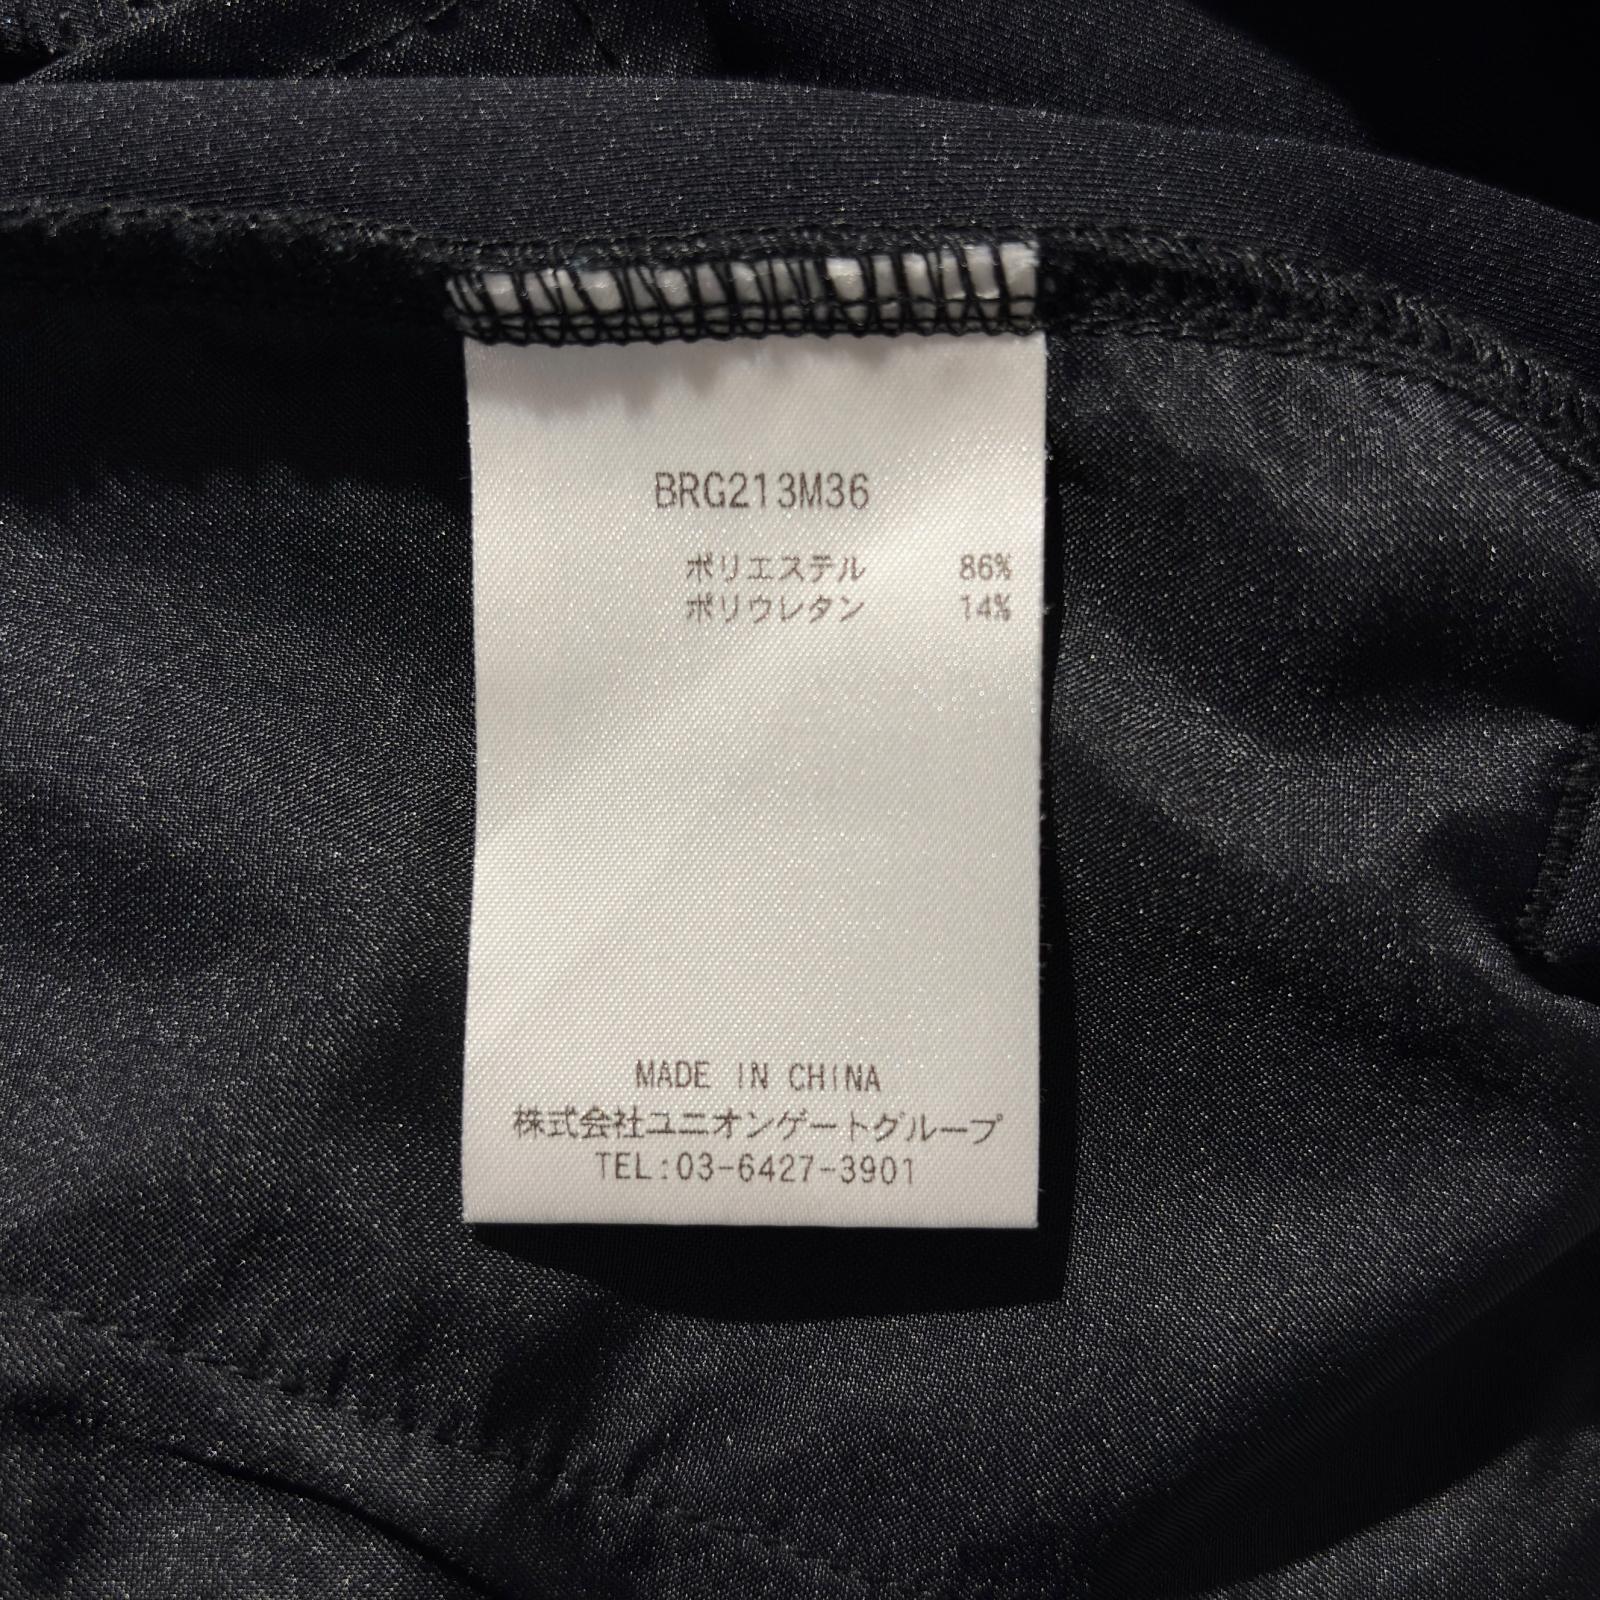 BRG213M36
ポリエステル 86%
ポリウレタン 14%
MADE IN CHINA
株式会社ユニオンゲートグループ
TEL:03-6427-3901